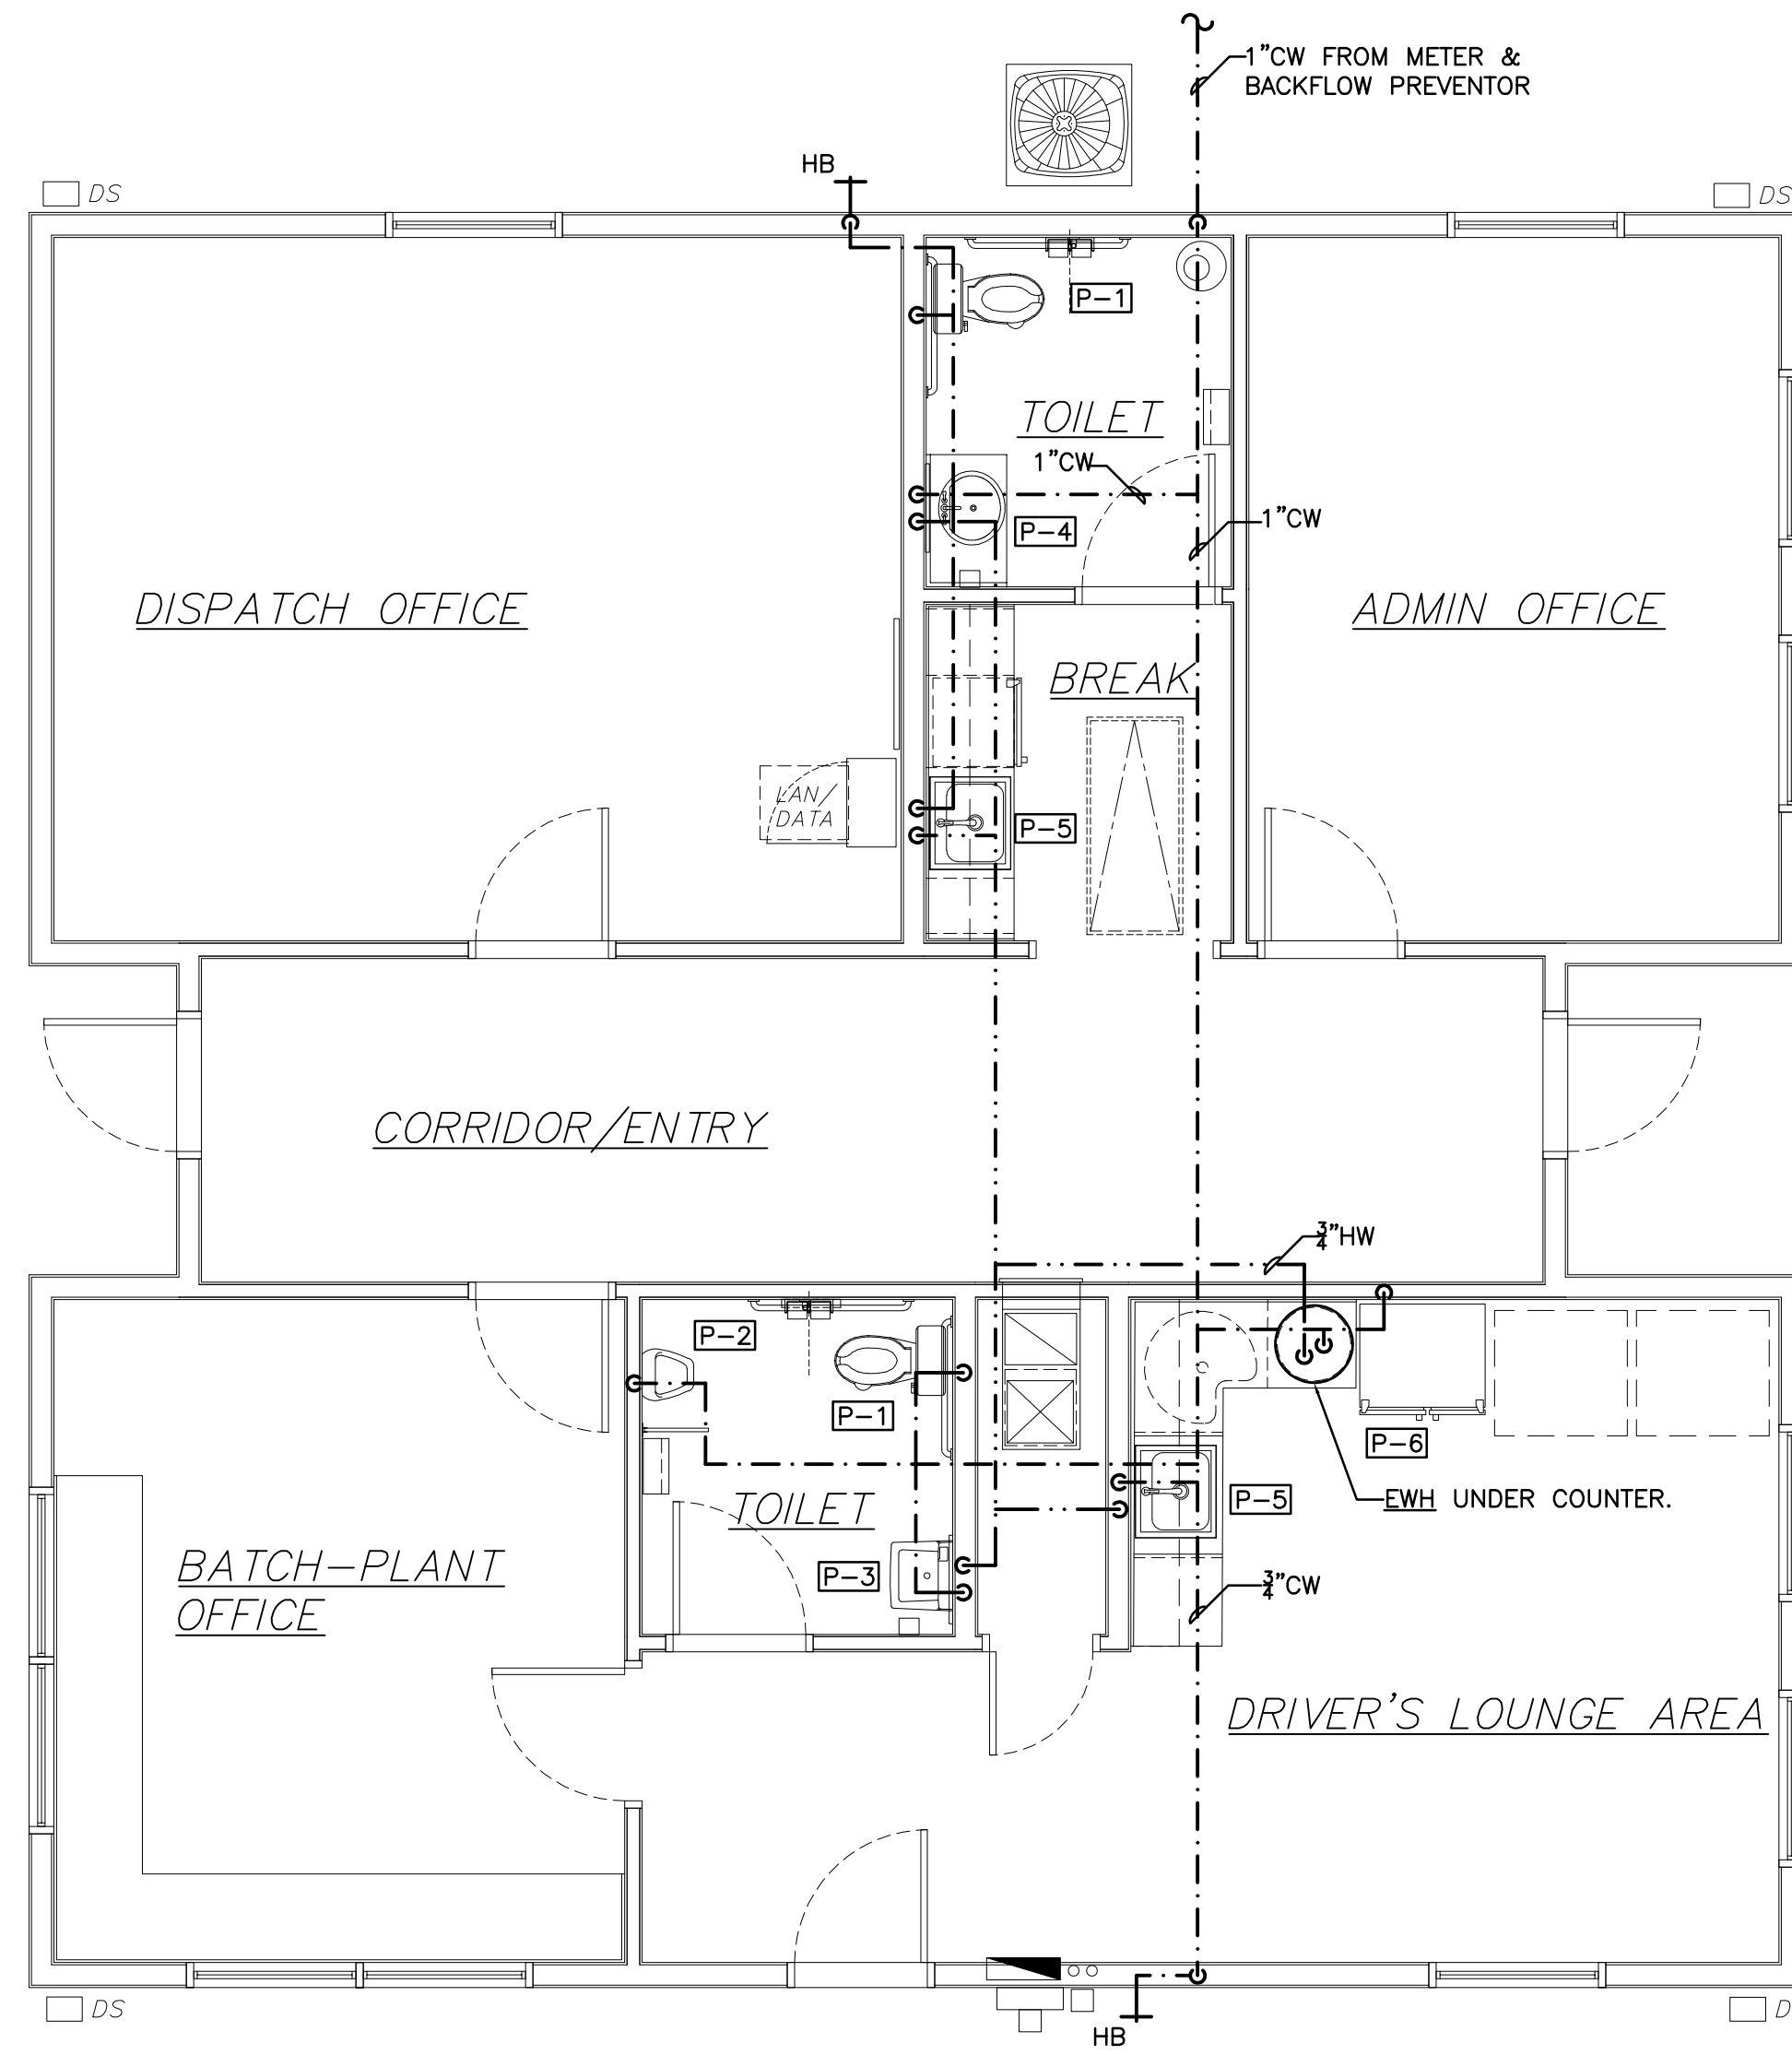 1"CW FROM METER &
BACKFLOW PREVENTOR
HB
DS
DS
P-1
TOILET
1"CW
1"CW
P-4
DISPATCH OFFICE
ADMIN OFFICE
BREAK
LAN/
DATA
P-5
CORRIDOR/ENTRY
3/4"HW
P-2
P-1
P-6
P-5
EWH UNDER COUNTER.
TOILET
BATCH-PLANT
OFFICE
P-3
3/4"CW
DRIVER'S LOUNGE AREA
DS
D
HB